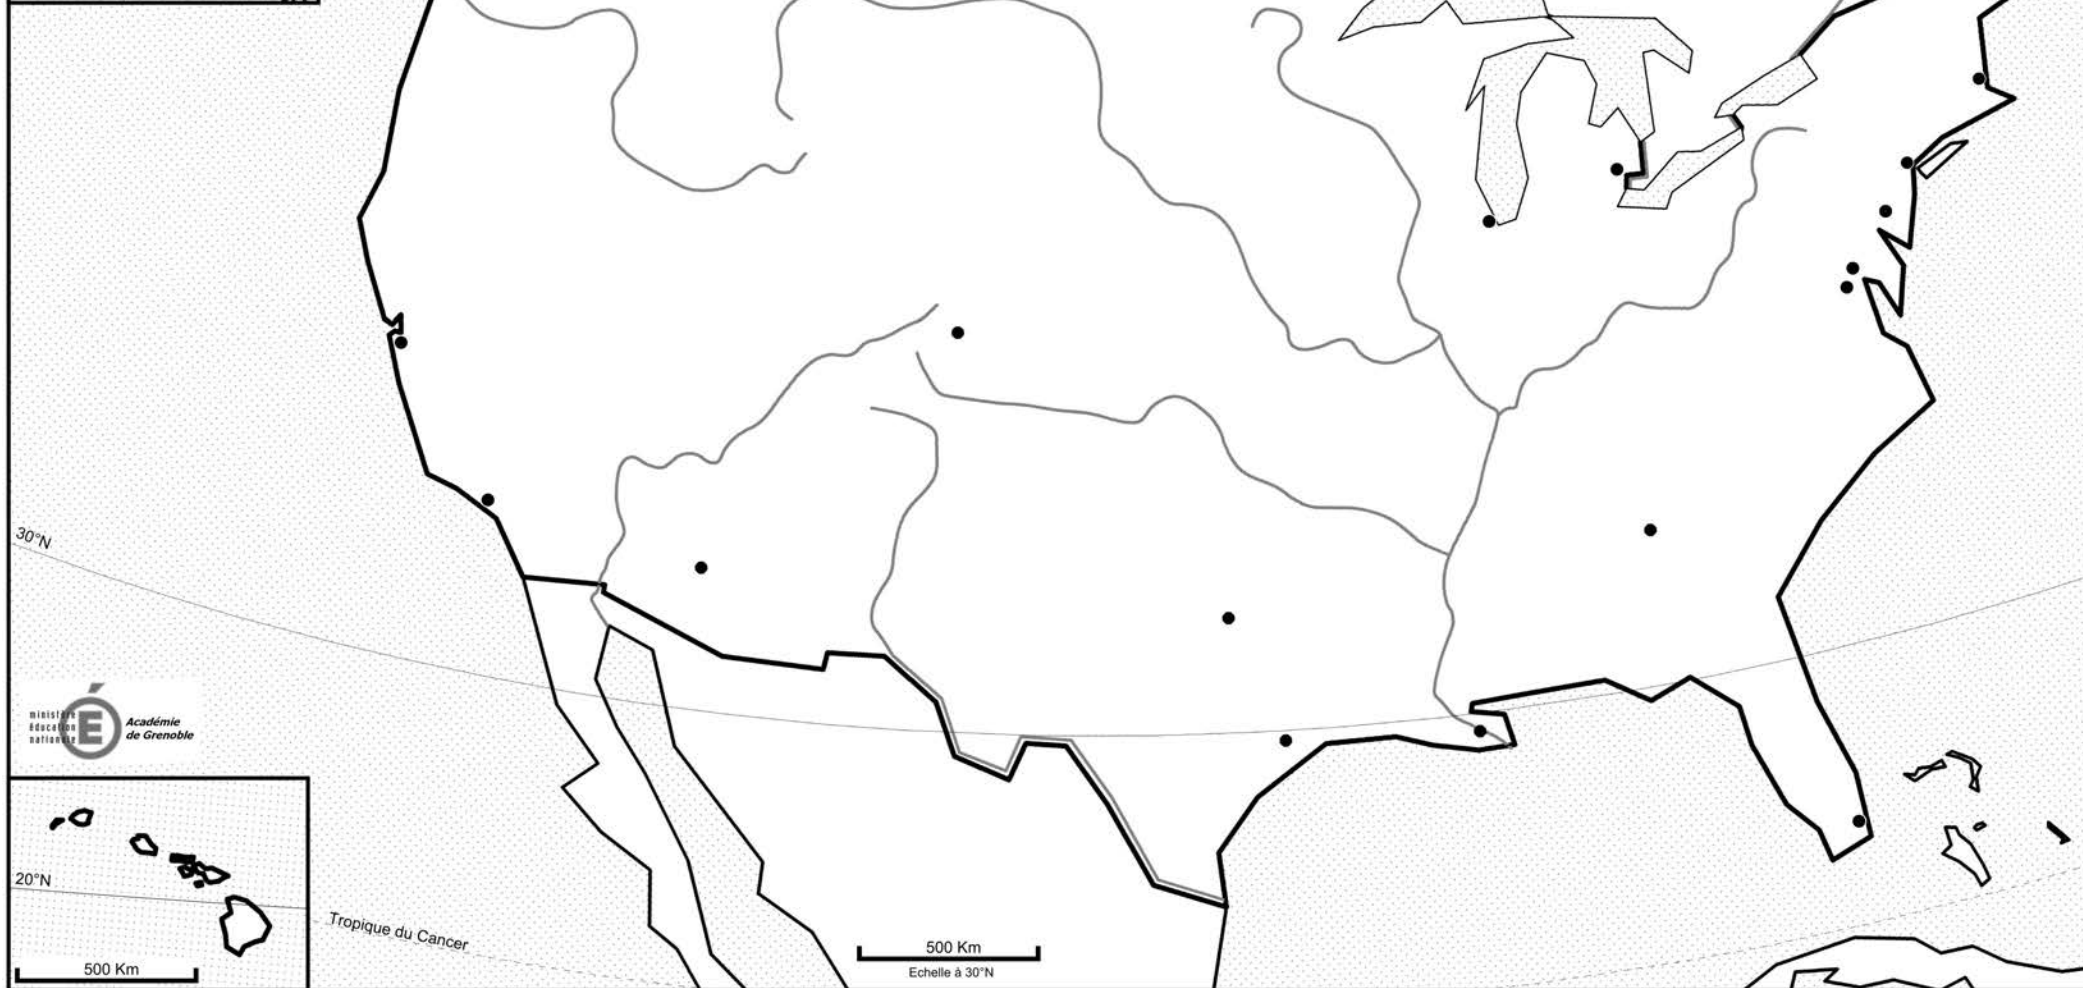 30°N
ministère
éducation
nationale
É
Académie
de Grenoble
20°N
500 Km
Tropique du Cancer
500 Km
Echelle à 30°N